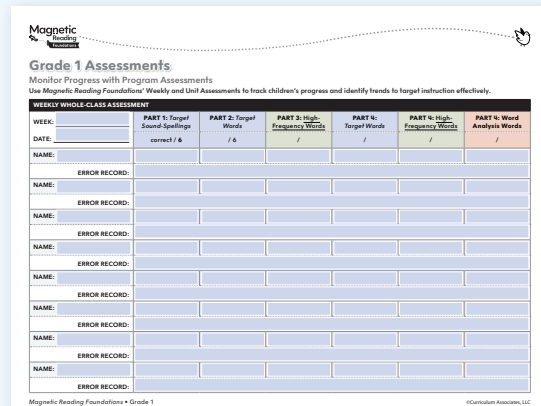 Magnetic
Reading
Foundations
Grade 1 Assessments
Monitor Progress with Program Assessments
Use Magnetic Reading Foundations' Weekly and Unit Assessments to track children's progress and identify trends to target instruction effectively.
WEEKLY WHOLE-CLASS ASSESSMENT
WEEK:
DATE:
PART 1: Target
Sound-Spellings
correct / 6
PART 2: Target
Words
/ 6
PART 3: High-
Frequency Words
/
PART 4:
Target Words
/
PART 4: High-
Frequency Words
/
PART 4: Word
Analysis Words
/
NAME:
ERROR RECORD:
NAME:
ERROR RECORD:
NAME:
ERROR RECORD:
NAME:
ERROR RECORD:
NAME:
ERROR RECORD:
NAME:
ERROR RECORD:
NAME:
ERROR RECORD:
NAME:
ERROR RECORD:
Magnetic Reading Foundations • Grade 1
©Curriculum Associates, LLC